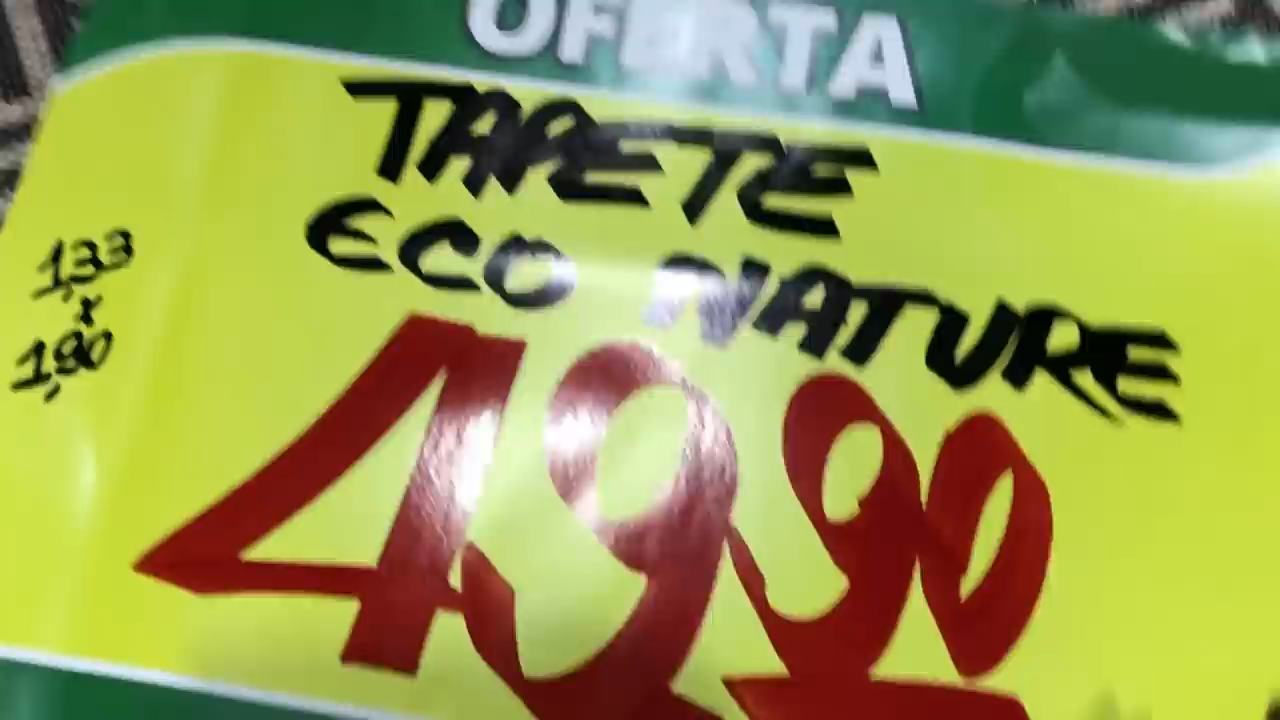 OFERTA
TAPETE
ECO NATURE
1,33
x
1,90
49,90